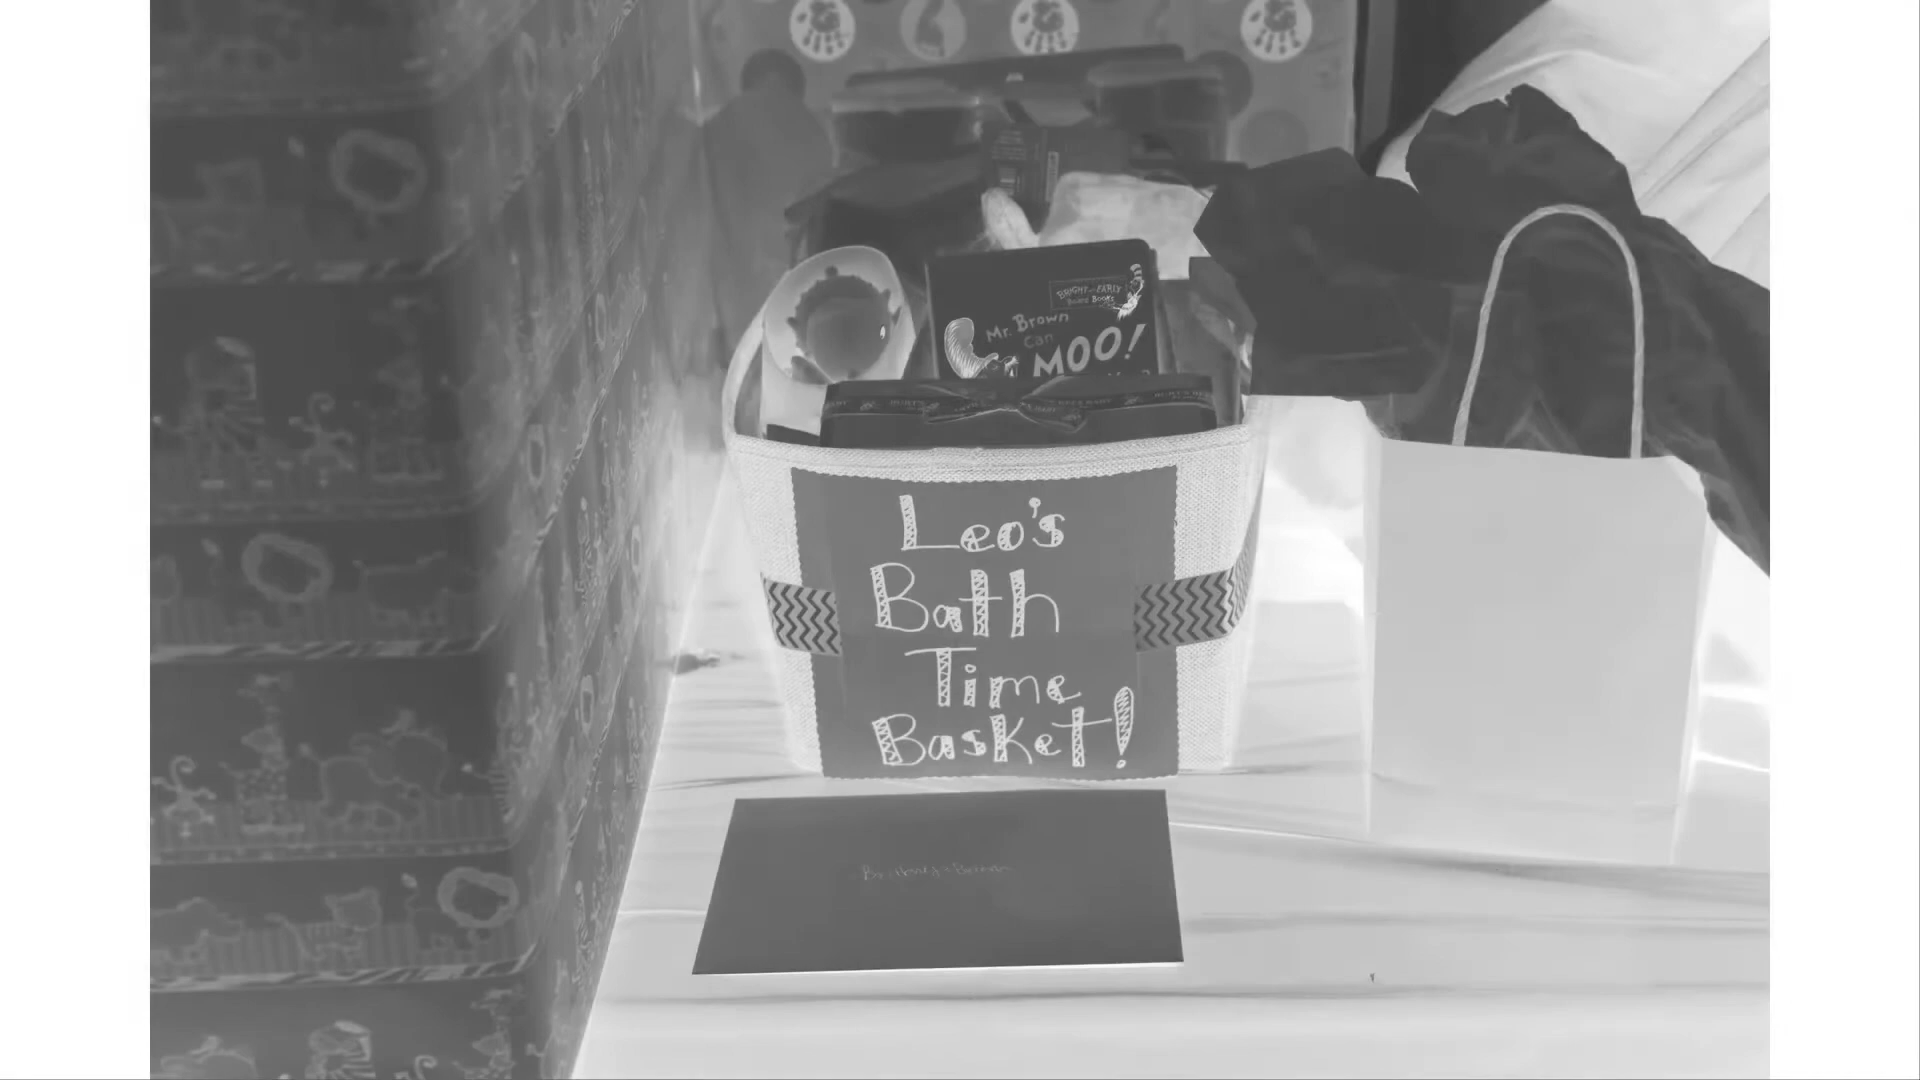 BRIGHT and EARLY
Board Books
Mr. Brown
Can
MOO!
Leo's
Bath
Time
Basket!